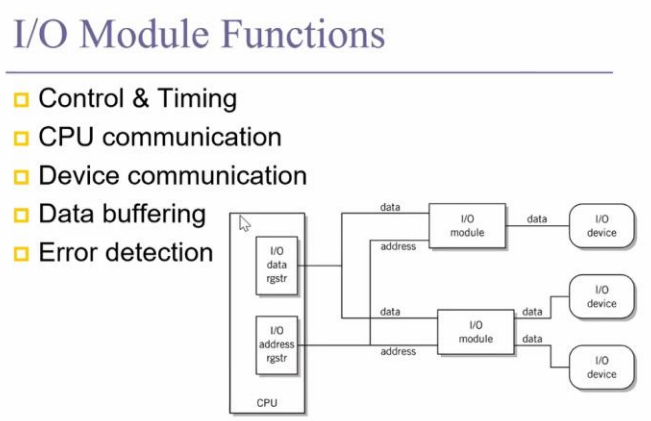 I/O Module Functions
Control & Timing
CPU communication
Device communication
Data buffering
Error detection
I/O
data
rgstr
I/O
address
rgstr
CPU
data
address
I/O
module
data
I/O
device
data
address
I/O
module
data
data
I/O
device
I/O
device